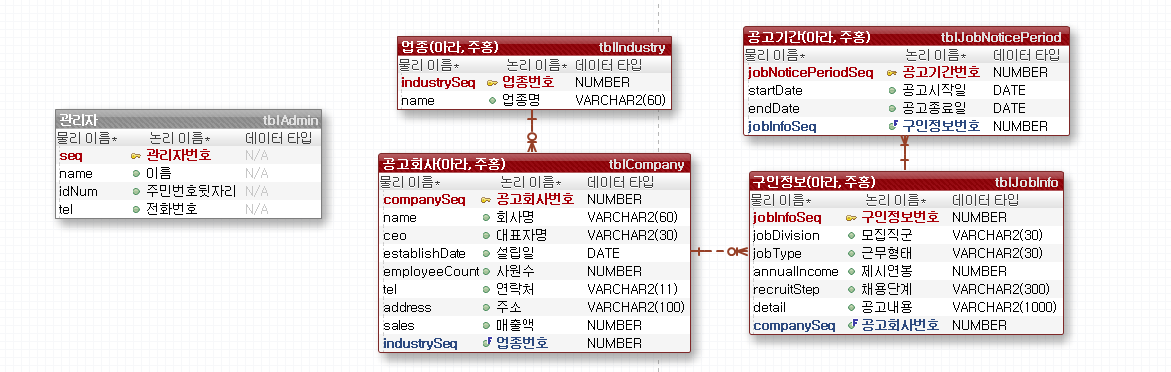 관리자 tblAdmin
물리 이름* 논리 이름* 데이터 타입
seq 관리자번호 N/A
name 이름 N/A
idNum 주민번호뒷자리 N/A
tel 전화번호 N/A
업종(아라, 주홍) tblIndustry
물리 이름* 논리 이름* 데이터 타입
industrySeq 업종번호 NUMBER
name 업종명 VARCHAR2(60)
공고회사(아라, 주홍) tblCompany
물리 이름* 논리 이름* 데이터 타입
companySeq 공고회사번호 NUMBER
name 회사명 VARCHAR2(60)
ceo 대표자명 VARCHAR2(30)
establishDate 설립일 DATE
employeeCount 사원수 NUMBER
tel 연락처 VARCHAR2(11)
address 주소 VARCHAR2(100)
sales 매출액 NUMBER
industrySeq 업종번호 NUMBER
공고기간(아라, 주홍) tblJobNoticePeriod
물리 이름* 논리 이름* 데이터 타입
jobNoticePeriodSeq 공고기간번호 NUMBER
startDate 공고시작일 DATE
endDate 공고종료일 DATE
jobInfoSeq 구인정보번호 NUMBER
구인정보(아라, 주홍) tblJobInfo
물리 이름* 논리 이름* 데이터 타입
jobInfoSeq 구인정보번호 NUMBER
jobDivision 모집직군 VARCHAR2(30)
jobType 근무형태 VARCHAR2(30)
annualIncome 제시연봉 NUMBER
recruitStep 채용단계 VARCHAR2(300)
detail 공고내용 VARCHAR2(1000)
companySeq 공고회사번호 NUMBER